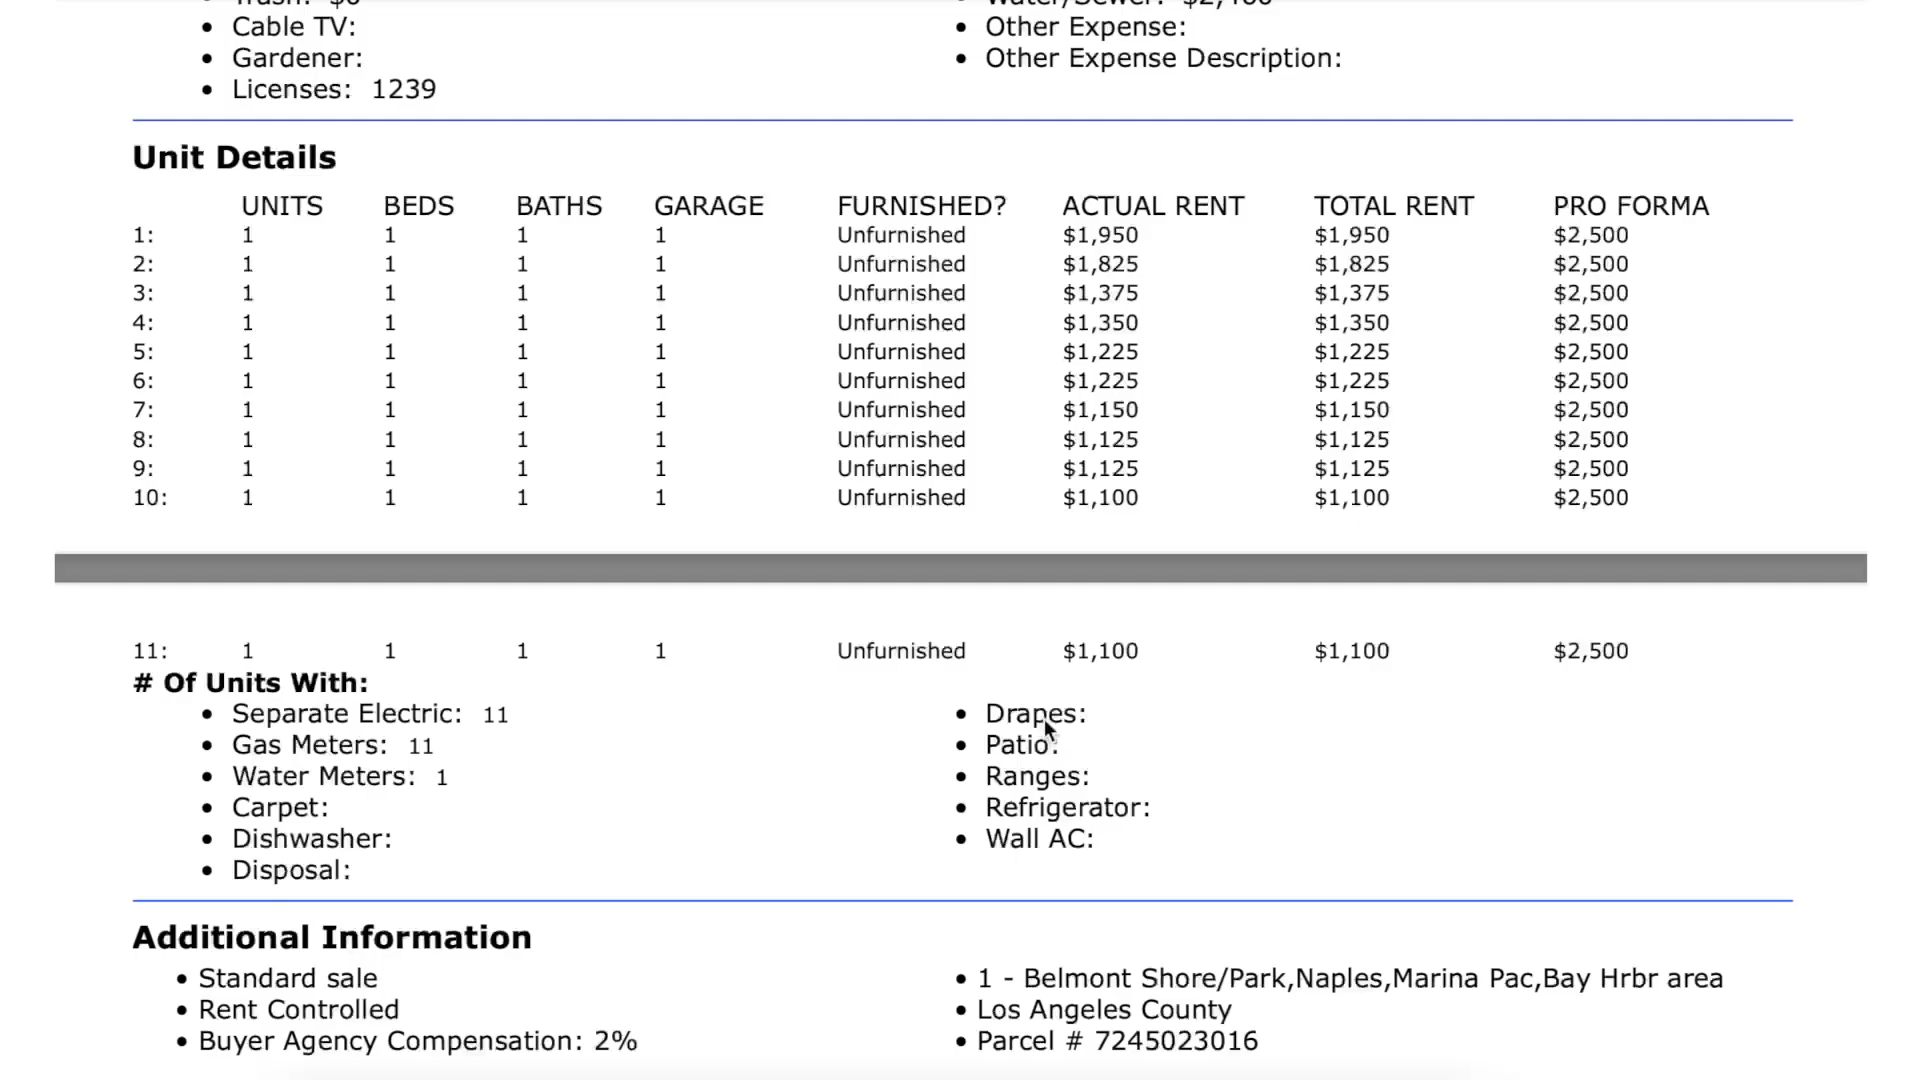 Cable TV:
Other Expense:
Gardener:
Other Expense Description:
Licenses: 1239
Unit Details
UNITS BEDS BATHS GARAGE FURNISHED? ACTUAL RENT TOTAL RENT PRO FORMA
1: 1 1 1 1 Unfurnished $1,950 $1,950 $2,500
2: 1 1 1 1 Unfurnished $1,825 $1,825 $2,500
3: 1 1 1 1 Unfurnished $1,375 $1,375 $2,500
4: 1 1 1 1 Unfurnished $1,350 $1,350 $2,500
5: 1 1 1 1 Unfurnished $1,225 $1,225 $2,500
6: 1 1 1 1 Unfurnished $1,225 $1,225 $2,500
7: 1 1 1 1 Unfurnished $1,150 $1,150 $2,500
8: 1 1 1 1 Unfurnished $1,125 $1,125 $2,500
9: 1 1 1 1 Unfurnished $1,125 $1,125 $2,500
10: 1 1 1 1 Unfurnished $1,100 $1,100 $2,500
11: 1 1 1 1 Unfurnished $1,100 $1,100 $2,500
# Of Units With:
Separate Electric: 11
Gas Meters: 11
Water Meters: 1
Carpet:
Dishwasher:
Disposal:
Drapes:
Patio:
Ranges:
Refrigerator:
Wall AC:
Additional Information
Standard sale
Rent Controlled
Buyer Agency Compensation: 2%
1 - Belmont Shore/Park,Naples,Marina Pac,Bay Hrbr area
Los Angeles County
Parcel # 7245023016